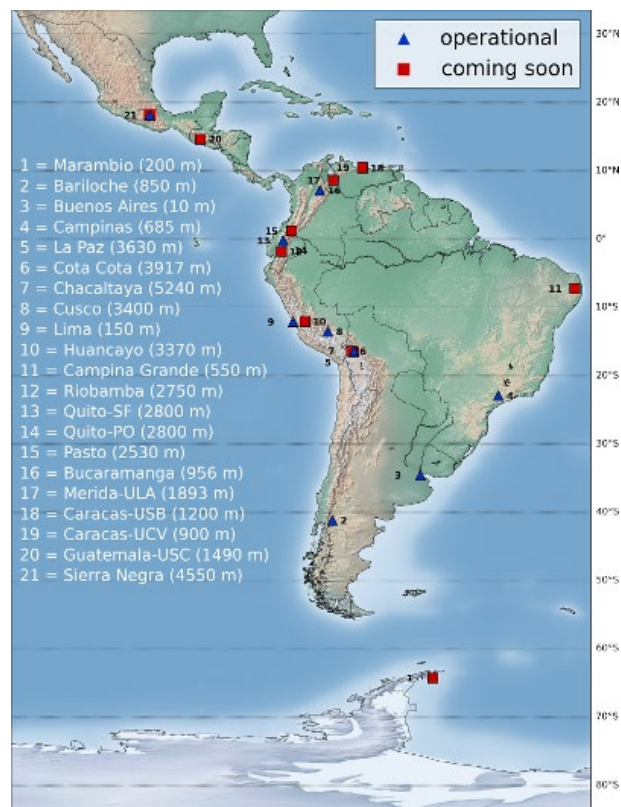 operational
coming soon
30°N
20°N
10°N
0°
10°S
20°S
30°S
40°S
50°S
60°S
70°S
80°S
1 = Marambio (200 m)
2 = Bariloche (850 m)
3 = Buenos Aires (10 m)
4 = Campinas (685 m)
5 = La Paz (3630 m)
6 = Cota Cota (3917 m)
7 = Chacaltaya (5240 m)
8 = Cusco (3400 m)
9 = Lima (150 m)
10 = Huancayo (3370 m)
11 = Campina Grande (550 m)
12 = Riobamba (2750 m)
13 = Quito-SF (2800 m)
14 = Quito-PO (2800 m)
15 = Pasto (2530 m)
16 = Bucaramanga (956 m)
17 = Merida-ULA (1893 m)
18 = Caracas-USB (1200 m)
19 = Caracas-UCV (900 m)
20 = Guatemala-USC (1490 m)
21 = Sierra Negra (4550 m)
21
20
19
18
17
16
15
13
11
9
10
8
7
6
5
4
3
2
1